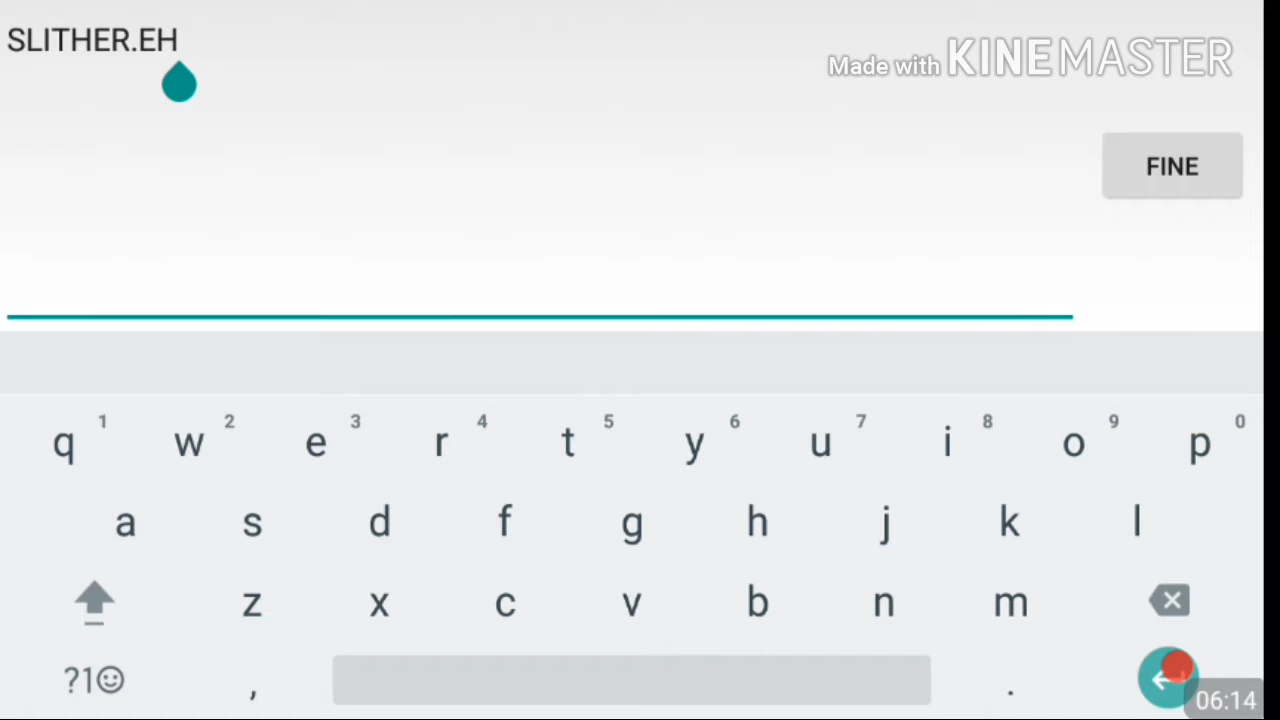 SLITHER.EH
Made with KINEMASTER
FINE
q 1 w 2 e 3 r 4 t 5 y 6 u 7 i 8 o 9 p 0
a s d f g h j k l
z x c v b n m
?1☺ , .
06:14